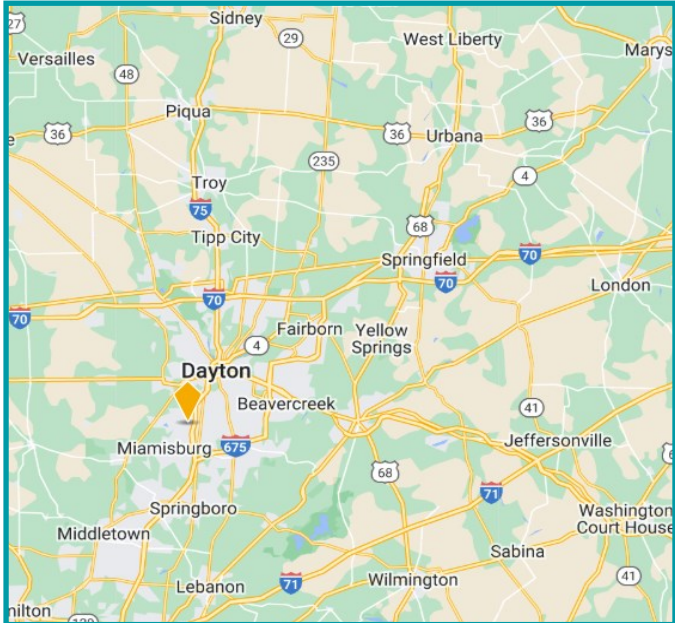 Sidney
27
29
West Liberty
Versailles
Marys
48
Piqua
36
36
36
e
Urbana
235
4
Troy
75
68
Tipp City
Springfield
70
70
70
London
70
Fairborn
Yellow
Springs
4
Dayton
Beavercreek
41
Miamisburg
675
Jeffersonville
68
71
Springboro
Washington
Court House
Middletown
Sabina
Lebanon
71
Wilmington
41
nilton